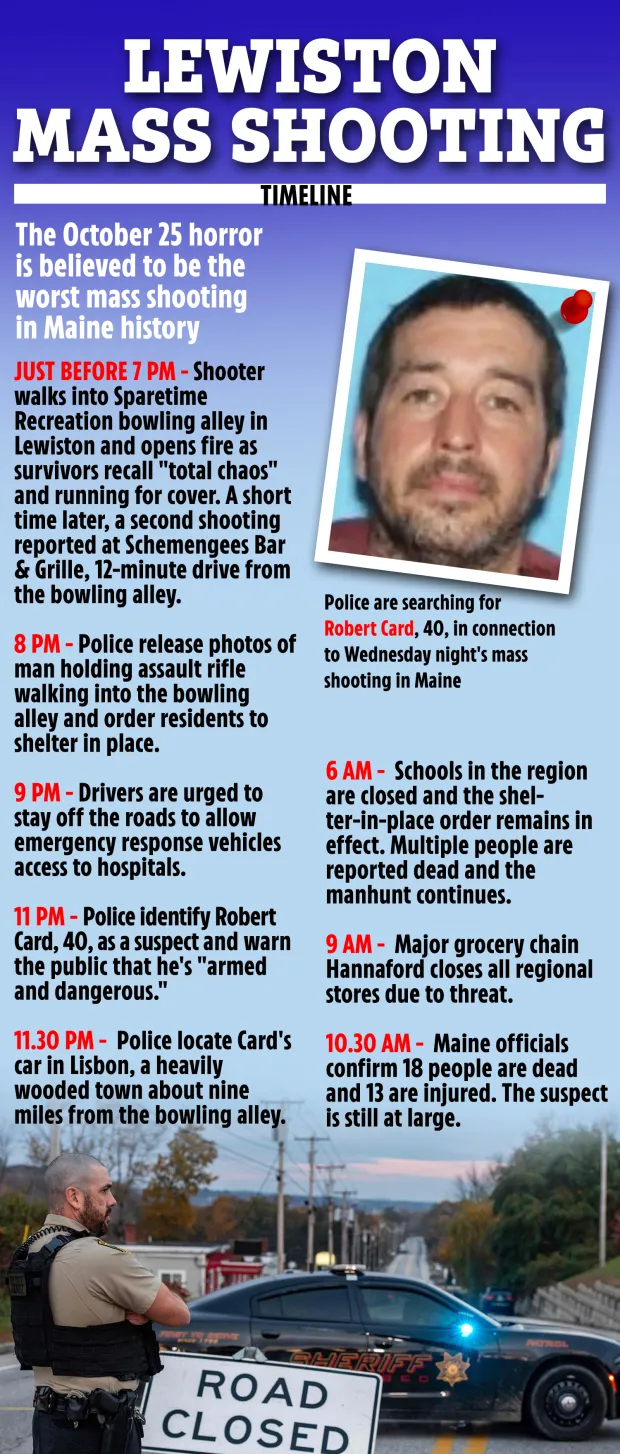 LEWISTON
MASS SHOOTING
TIMELINE
The October 25 horror
is believed to be the
worst mass shooting
in Maine history
JUST BEFORE 7 PM - Shooter
walks into Sparetime
Recreation bowling alley in
Lewiston and opens fire as
survivors recall "total chaos"
and running for cover. A short
time later, a second shooting
reported at Schemengees Bar
& Grille, 12-minute drive from
the bowling alley.
8 PM - Police release photos of
man holding assault rifle
walking into the bowling
alley and order residents to
shelter in place.
9 PM - Drivers are urged to
stay off the roads to allow
emergency response vehicles
access to hospitals.
11 PM - Police identify Robert
Card, 40, as a suspect and warn
the public that he's "armed
and dangerous."
11.30 PM - Police locate Card's
car in Lisbon, a heavily
wooded town about nine
miles from the bowling alley.
Police are searching for
Robert Card, 40, in connection
to Wednesday night's mass
shooting in Maine
6 AM - Schools in the region
are closed and the shel-
ter-in-place order remains in
effect. Multiple people are
reported dead and the
manhunt continues.
9 AM - Major grocery chain
Hannaford closes all regional
stores due to threat.
10.30 AM - Maine officials
confirm 18 people are dead
and 13 are injured. The suspect
is still at large.
SHERIFF
PATROL
ROAD
CLOSED